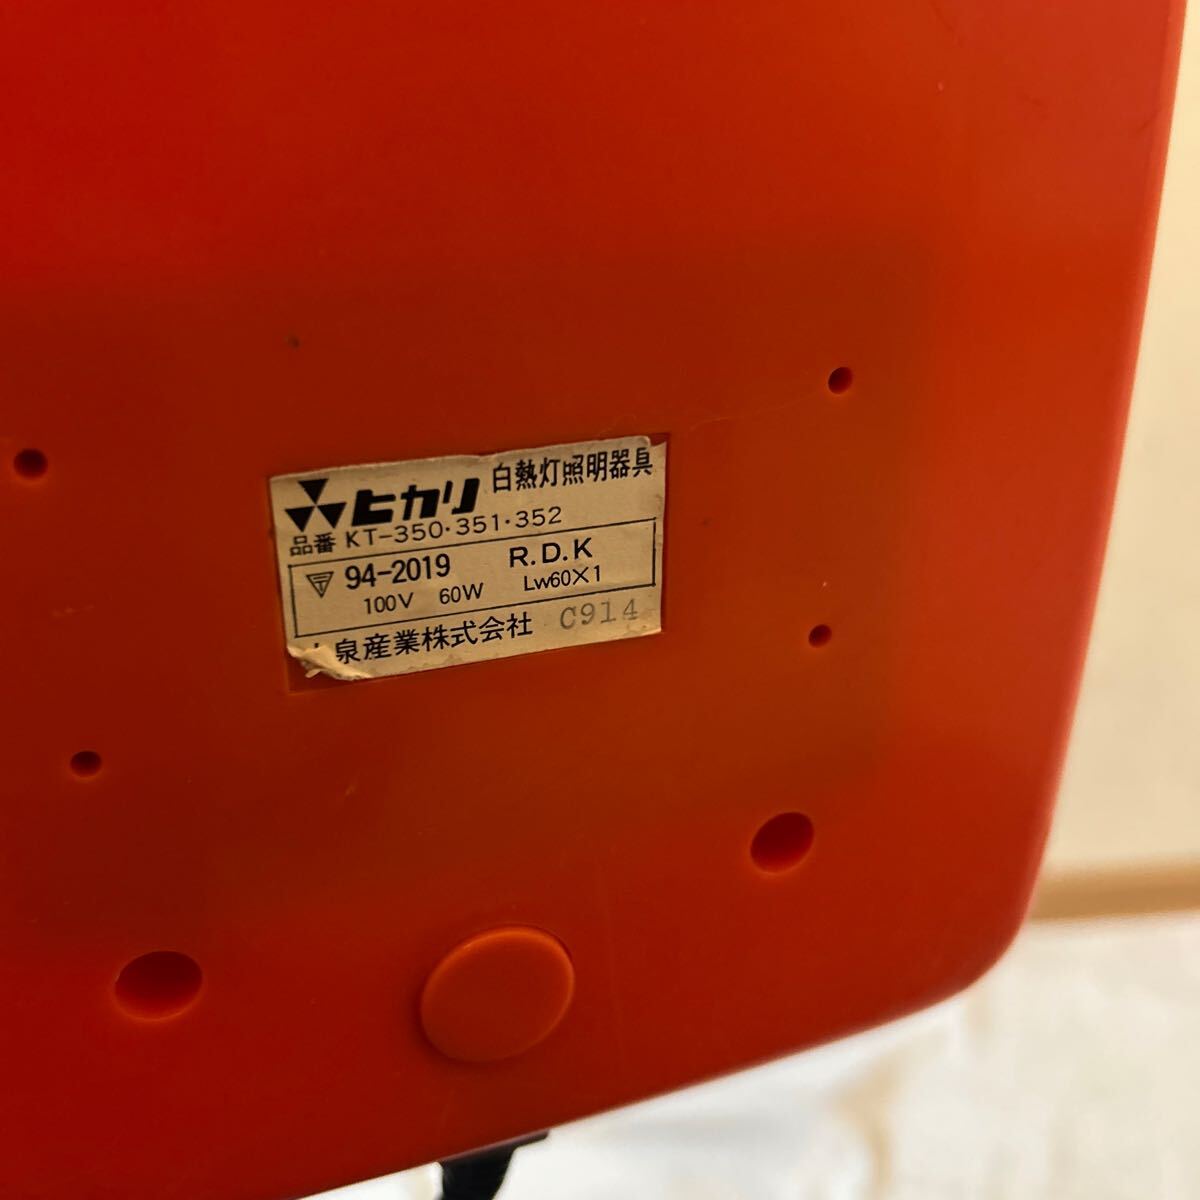 ヒカリ 白熱灯照明器具
品番 KT-350・351・352
〒 94-2019 R.D.K
100V 60W Lw60×1
泉産業株式会社 C914